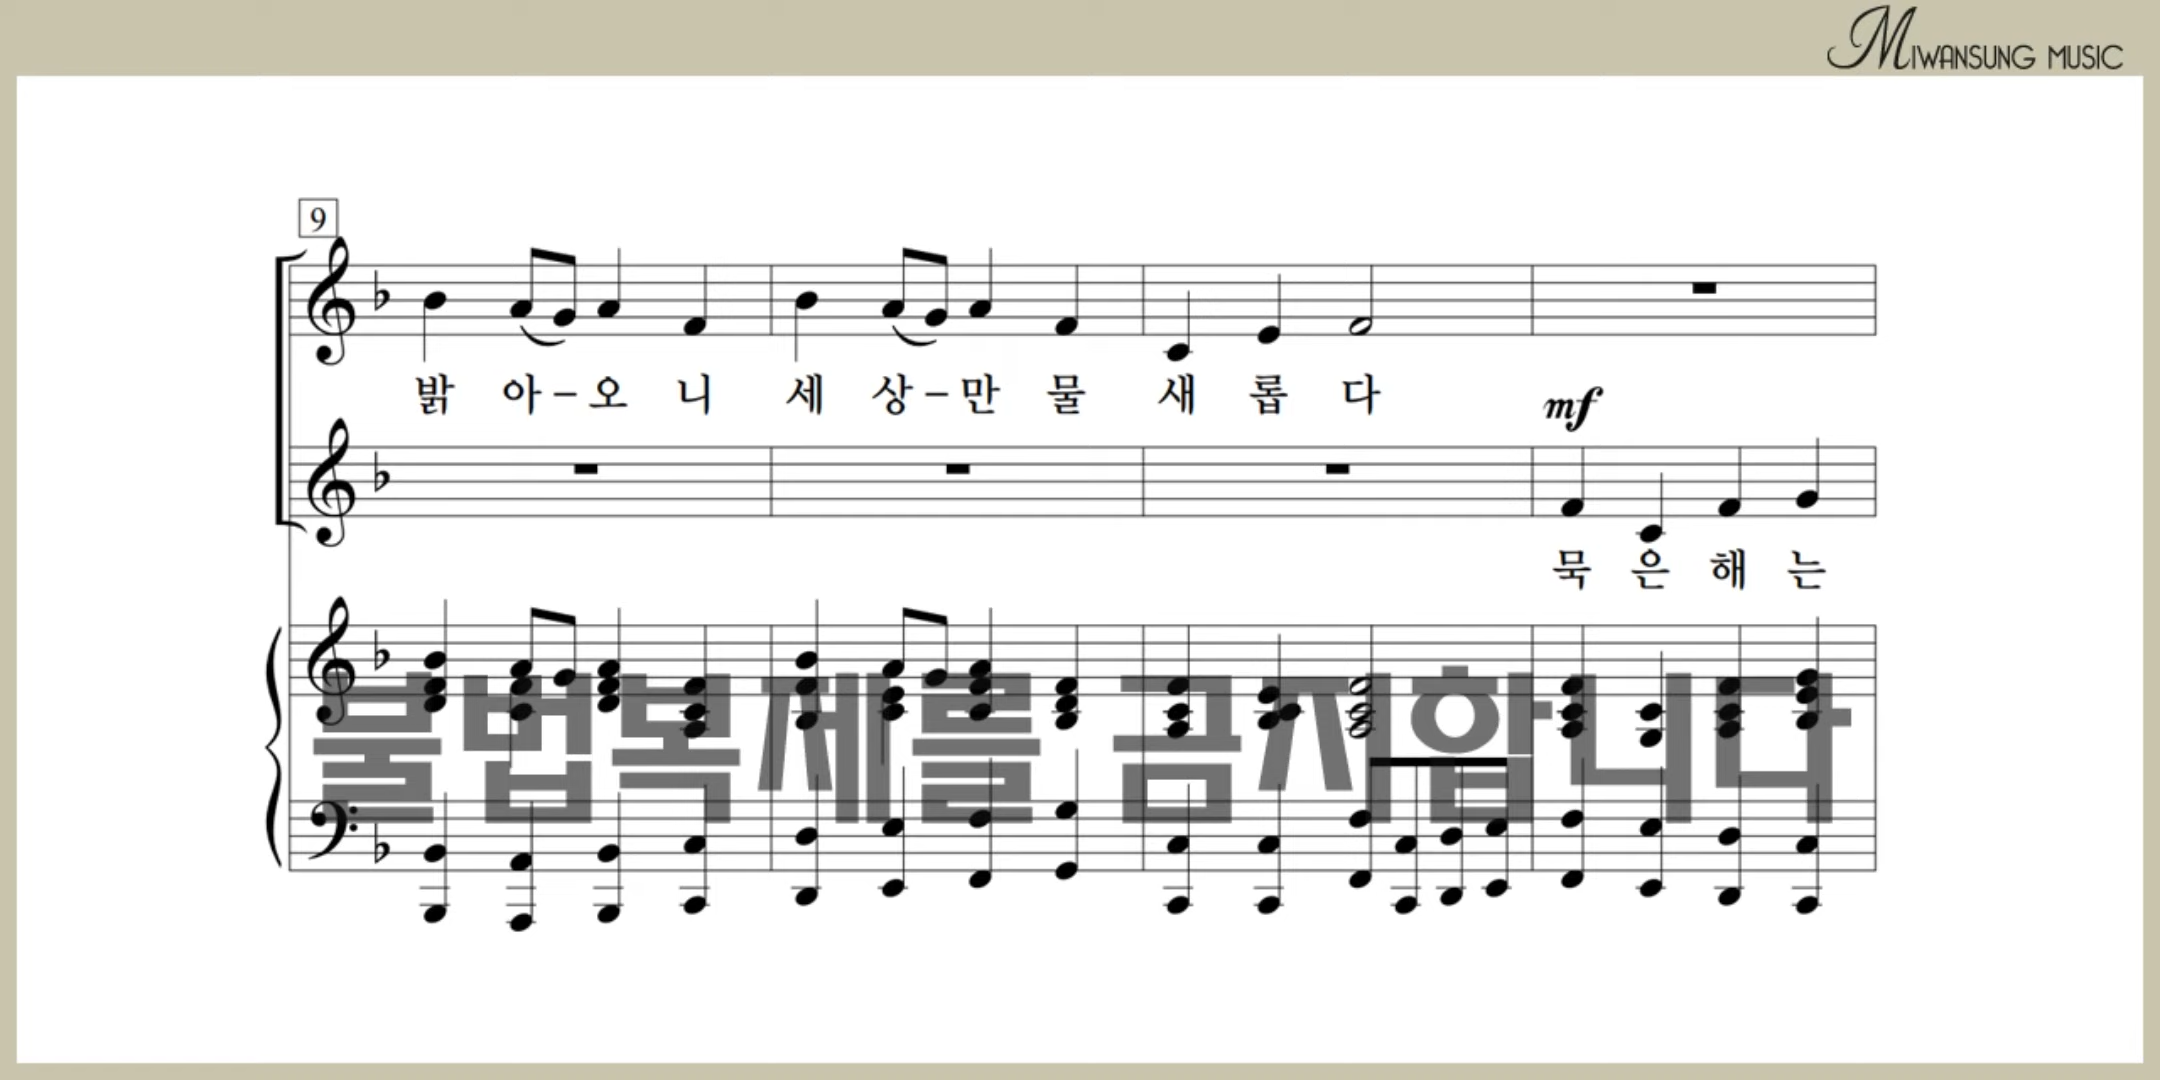 MIWANSUNG MUSIC
9
밝 아 - 오 니 세 상 - 만 물 새 롭 다
mf
묵 은 해 는
불법복제를 금지합니다